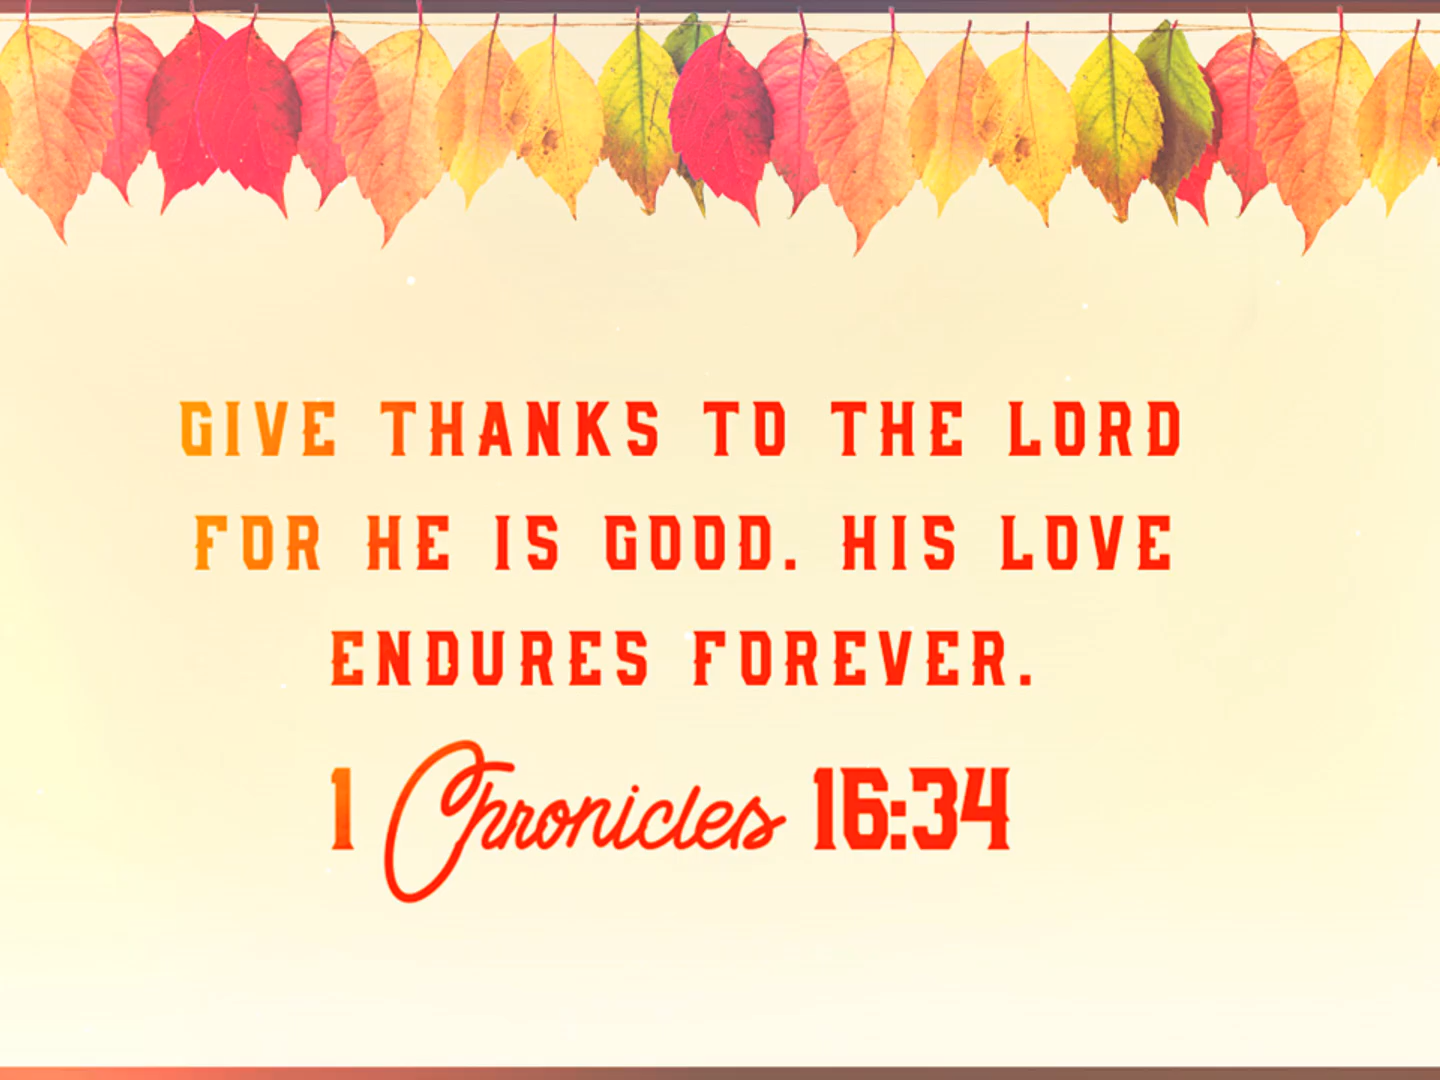 GIVE THANKS TO THE LORD
FOR HE IS GOOD. HIS LOVE
ENDURES FOREVER.
1 Chronicles 16:34